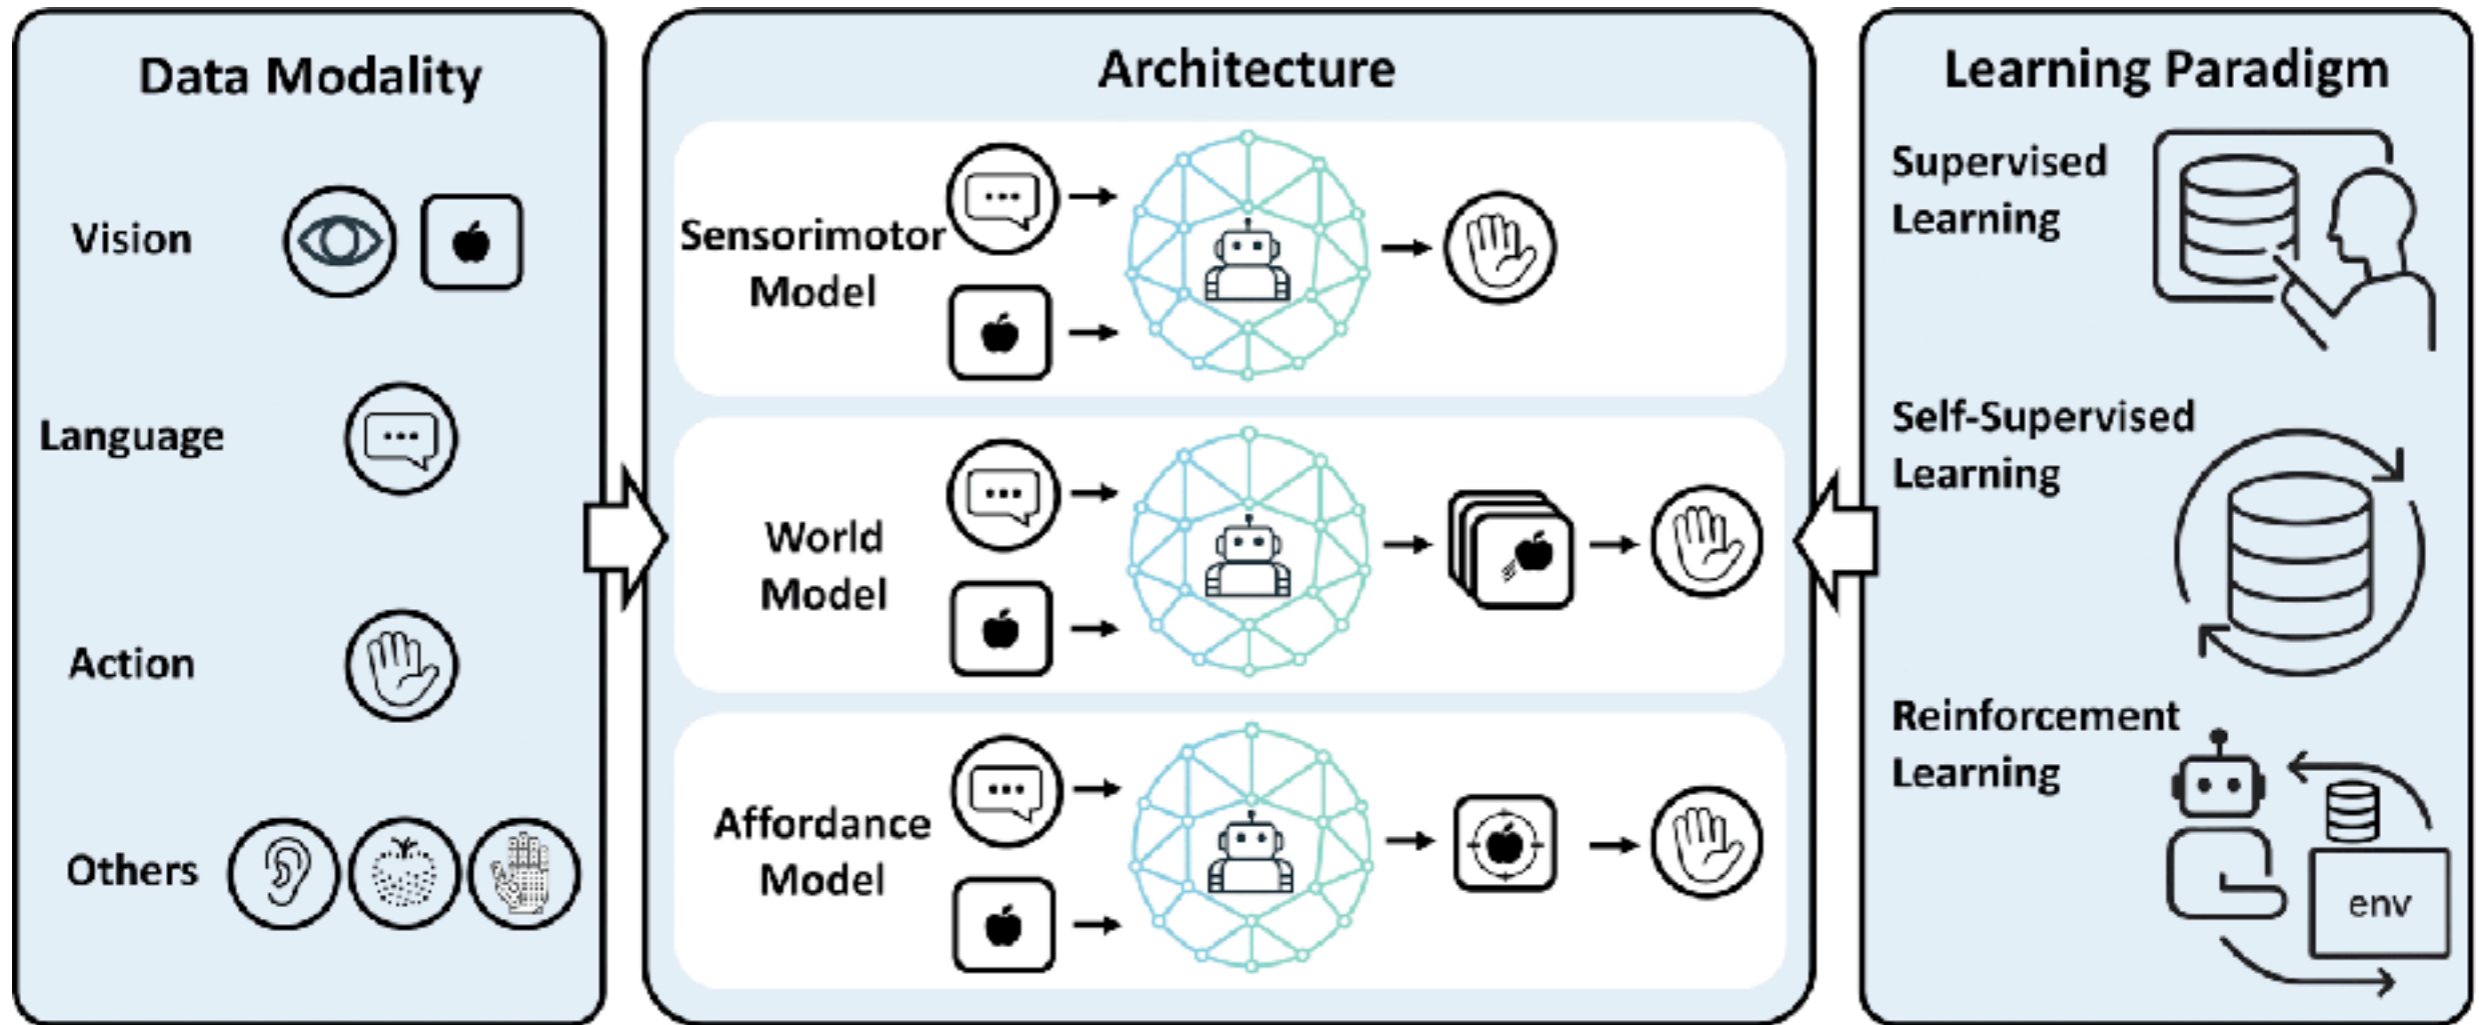 Data Modality
Vision
Language
Action
Others
Architecture
Sensorimotor
Model
World
Model
Affordance
Model
Learning Paradigm
Supervised
Learning
Self-Supervised
Learning
Reinforcement
Learning
env